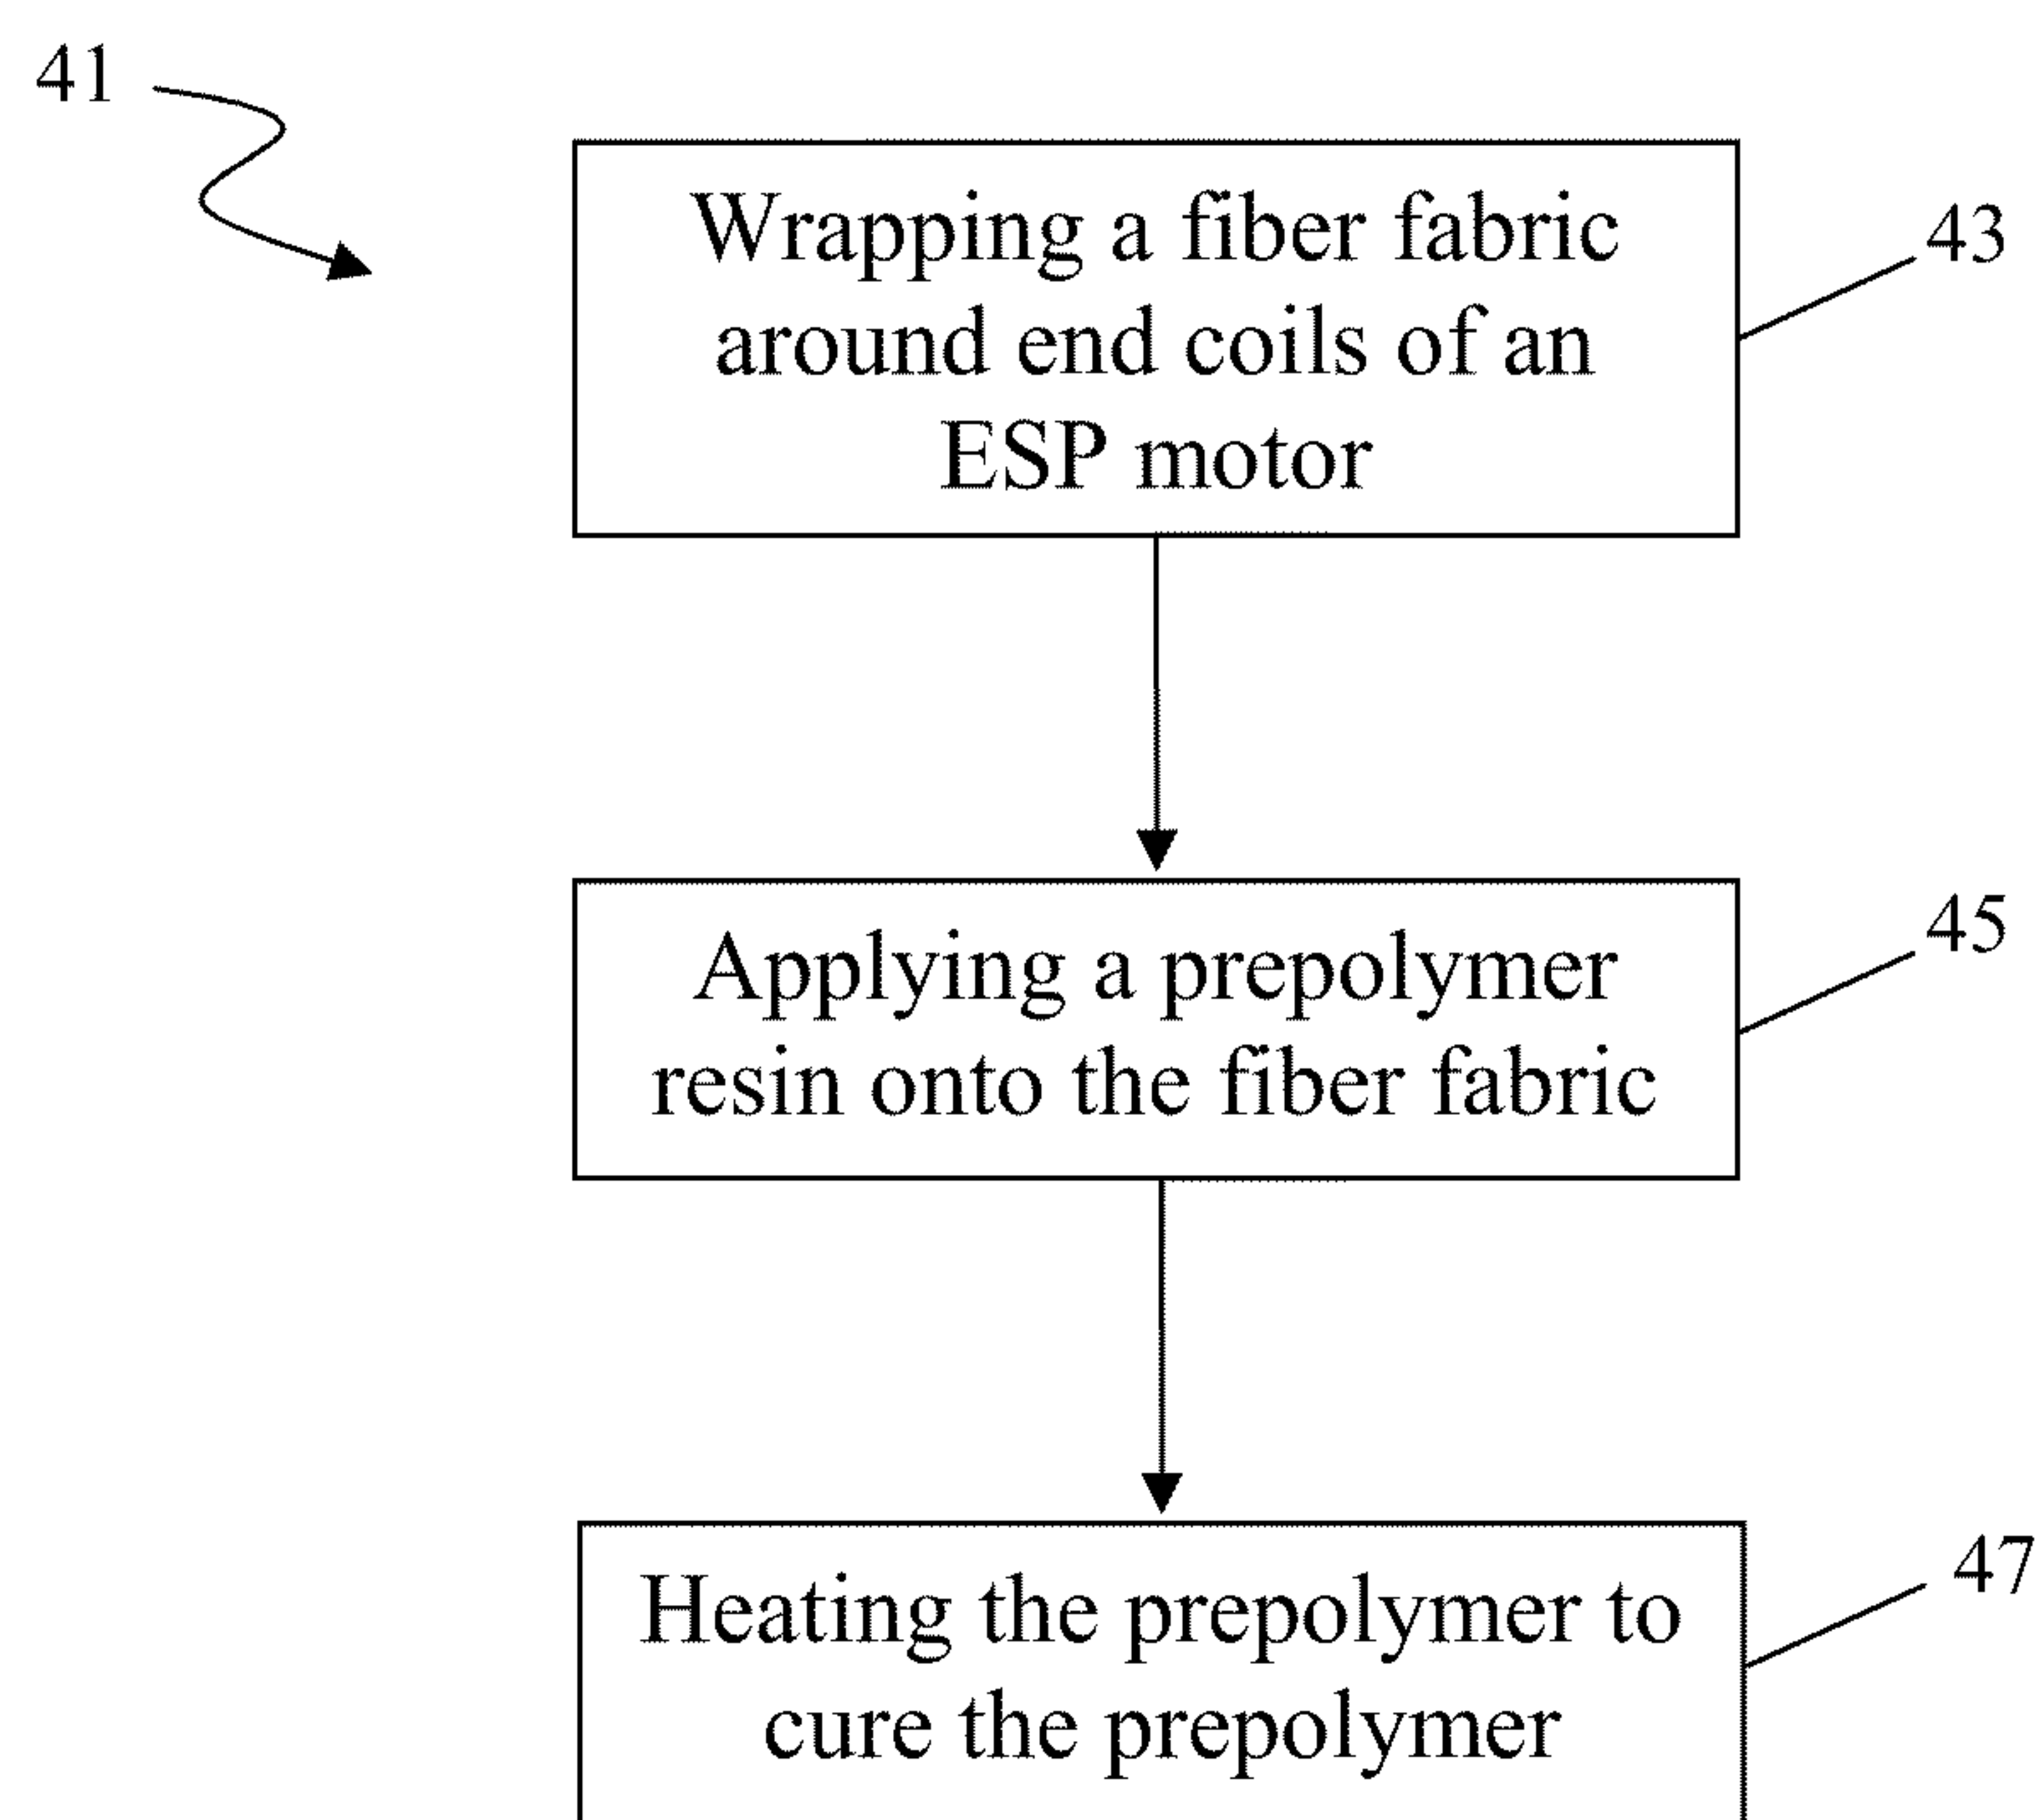 41
Wrapping a fiber fabric
around end coils of an
ESP motor
43
Applying a prepolymer
resin onto the fiber fabric
45
Heating the prepolymer to
cure the prepolymer
47